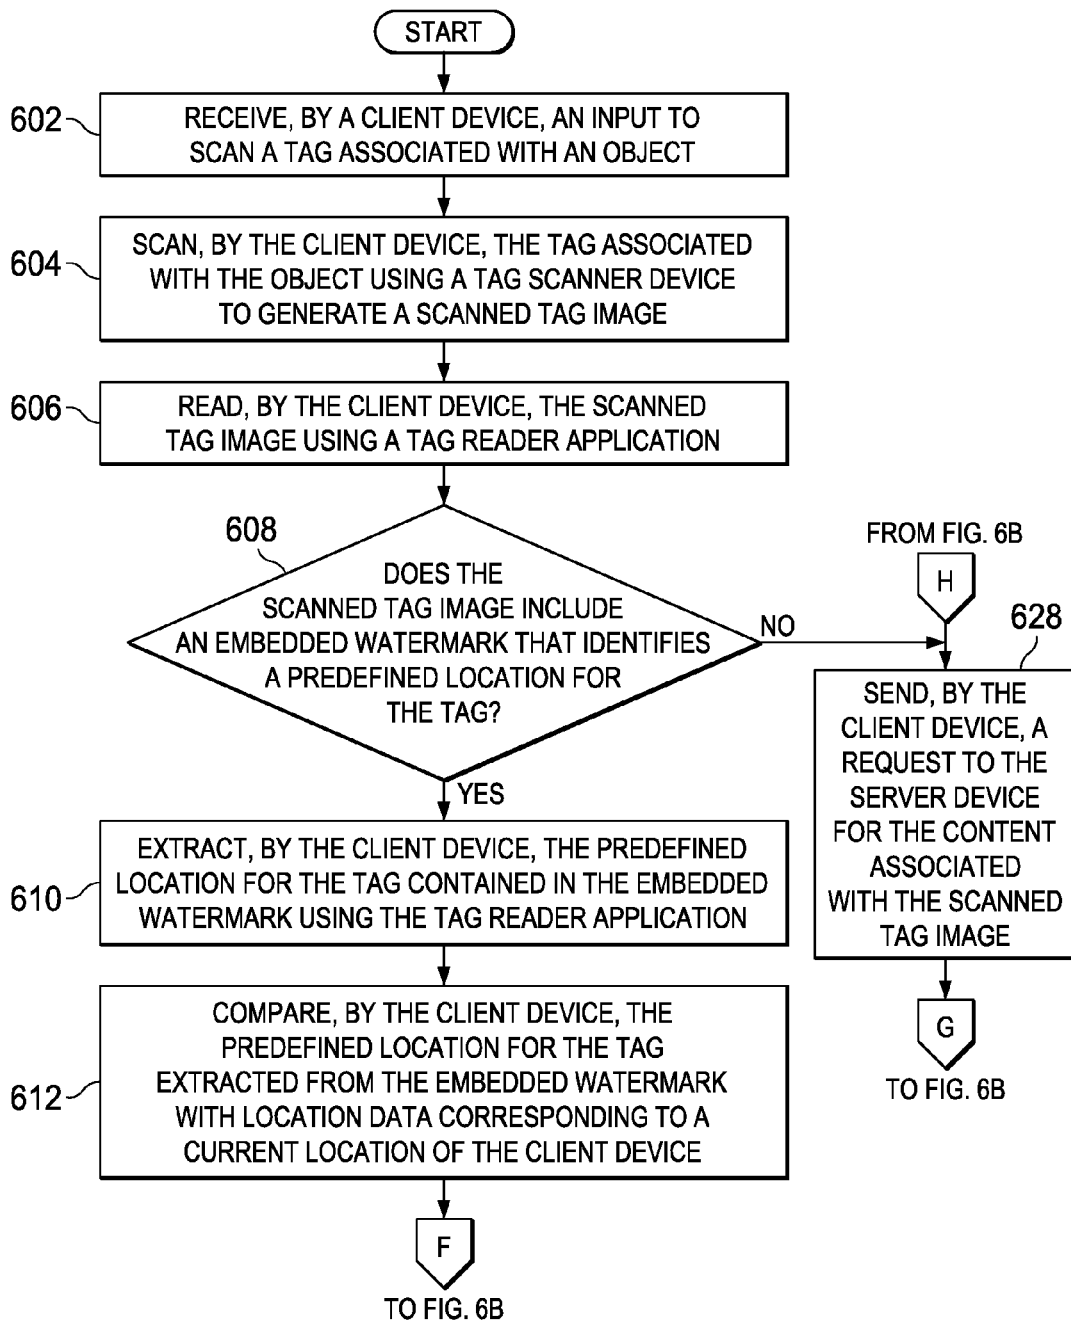 START
602
RECEIVE, BY A CLIENT DEVICE, AN INPUT TO
SCAN A TAG ASSOCIATED WITH AN OBJECT
604
SCAN, BY THE CLIENT DEVICE, THE TAG ASSOCIATED
WITH THE OBJECT USING A TAG SCANNER DEVICE
TO GENERATE A SCANNED TAG IMAGE
606
READ, BY THE CLIENT DEVICE, THE SCANNED
TAG IMAGE USING A TAG READER APPLICATION
608
DOES THE
SCANNED TAG IMAGE INCLUDE
AN EMBEDDED WATERMARK THAT IDENTIFIES
A PREDEFINED LOCATION FOR
THE TAG?
NO
YES
610
EXTRACT, BY THE CLIENT DEVICE, THE PREDEFINED
LOCATION FOR THE TAG CONTAINED IN THE EMBEDDED
WATERMARK USING THE TAG READER APPLICATION
612
COMPARE, BY THE CLIENT DEVICE, THE
PREDEFINED LOCATION FOR THE TAG
EXTRACTED FROM THE EMBEDDED WATERMARK
WITH LOCATION DATA CORRESPONDING TO A
CURRENT LOCATION OF THE CLIENT DEVICE
F
TO FIG. 6B
FROM FIG. 6B
H
628
SEND, BY THE
CLIENT DEVICE, A
REQUEST TO THE
SERVER DEVICE
FOR THE CONTENT
ASSOCIATED
WITH THE SCANNED
TAG IMAGE
G
TO FIG. 6B